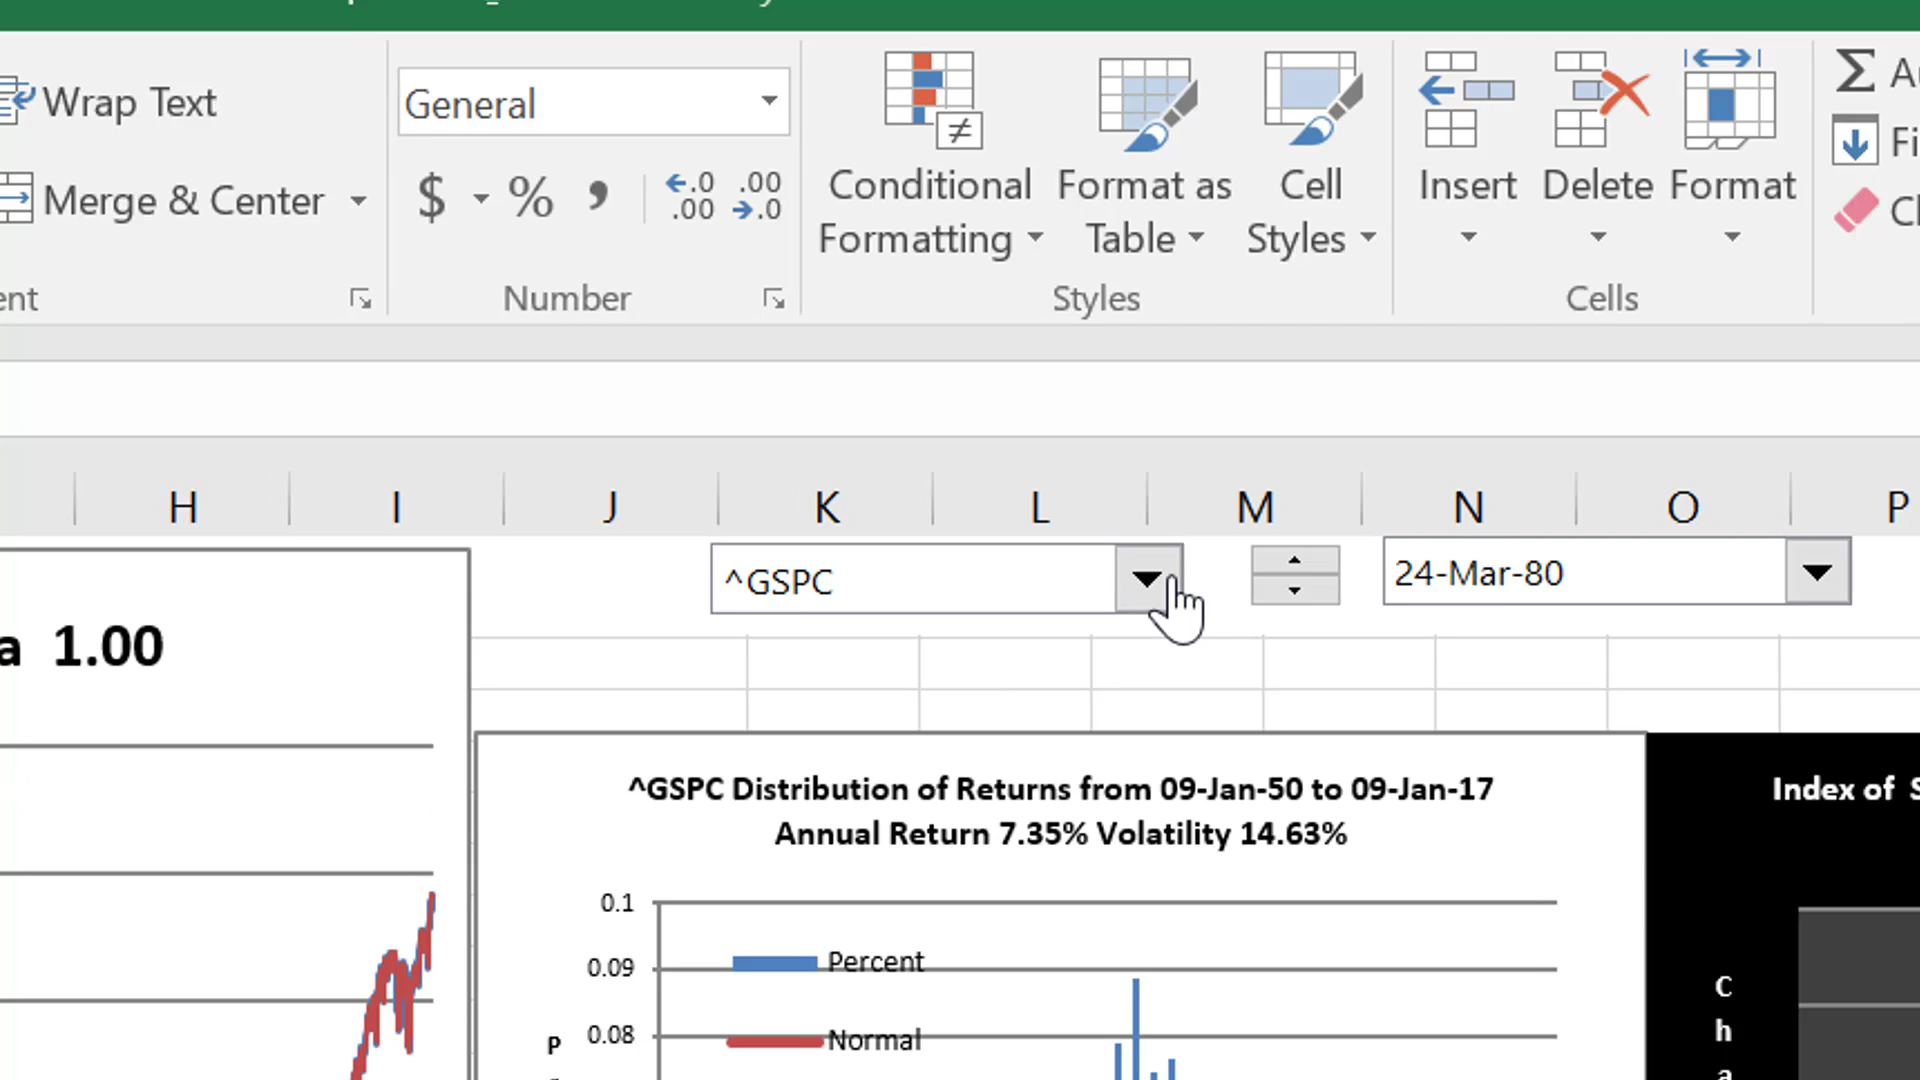 Wrap Text
General
Merge & Center
$ % ,
←.0 .00
.00 →.0
Conditional
Formatting
Format as
Table
Cell
Styles
Insert
Delete
Format
Number
Styles
Cells
H I J K L M N O P
^GSPC
24-Mar-80
1.00
^GSPC Distribution of Returns from 09-Jan-50 to 09-Jan-17
Annual Return 7.35% Volatility 14.63%
Index of
0.1
Percent
0.09
Normal
0.08
P
C
h
a